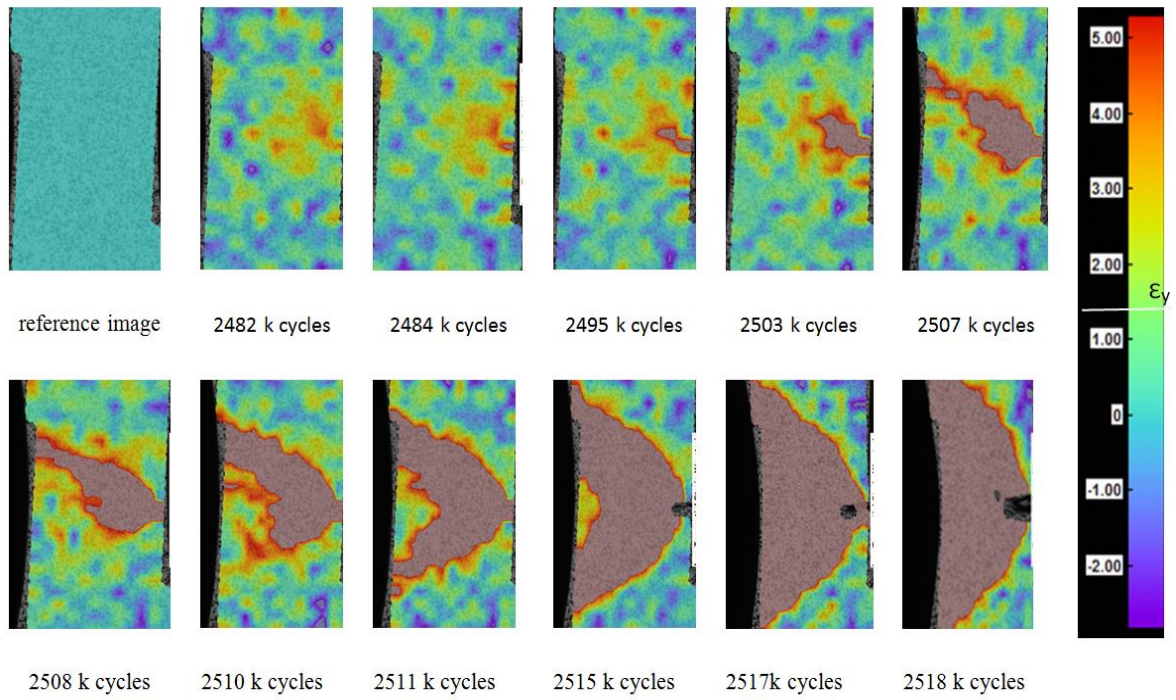 reference image
2482 k cycles
2484 k cycles
2495 k cycles
2503 k cycles
2507 k cycles
2508 k cycles
2510 k cycles
2511 k cycles
2515 k cycles
2517k cycles
2518 k cycles
5.00
4.00
3.00
2.00
εy
1.00
0
-1.00
-2.00